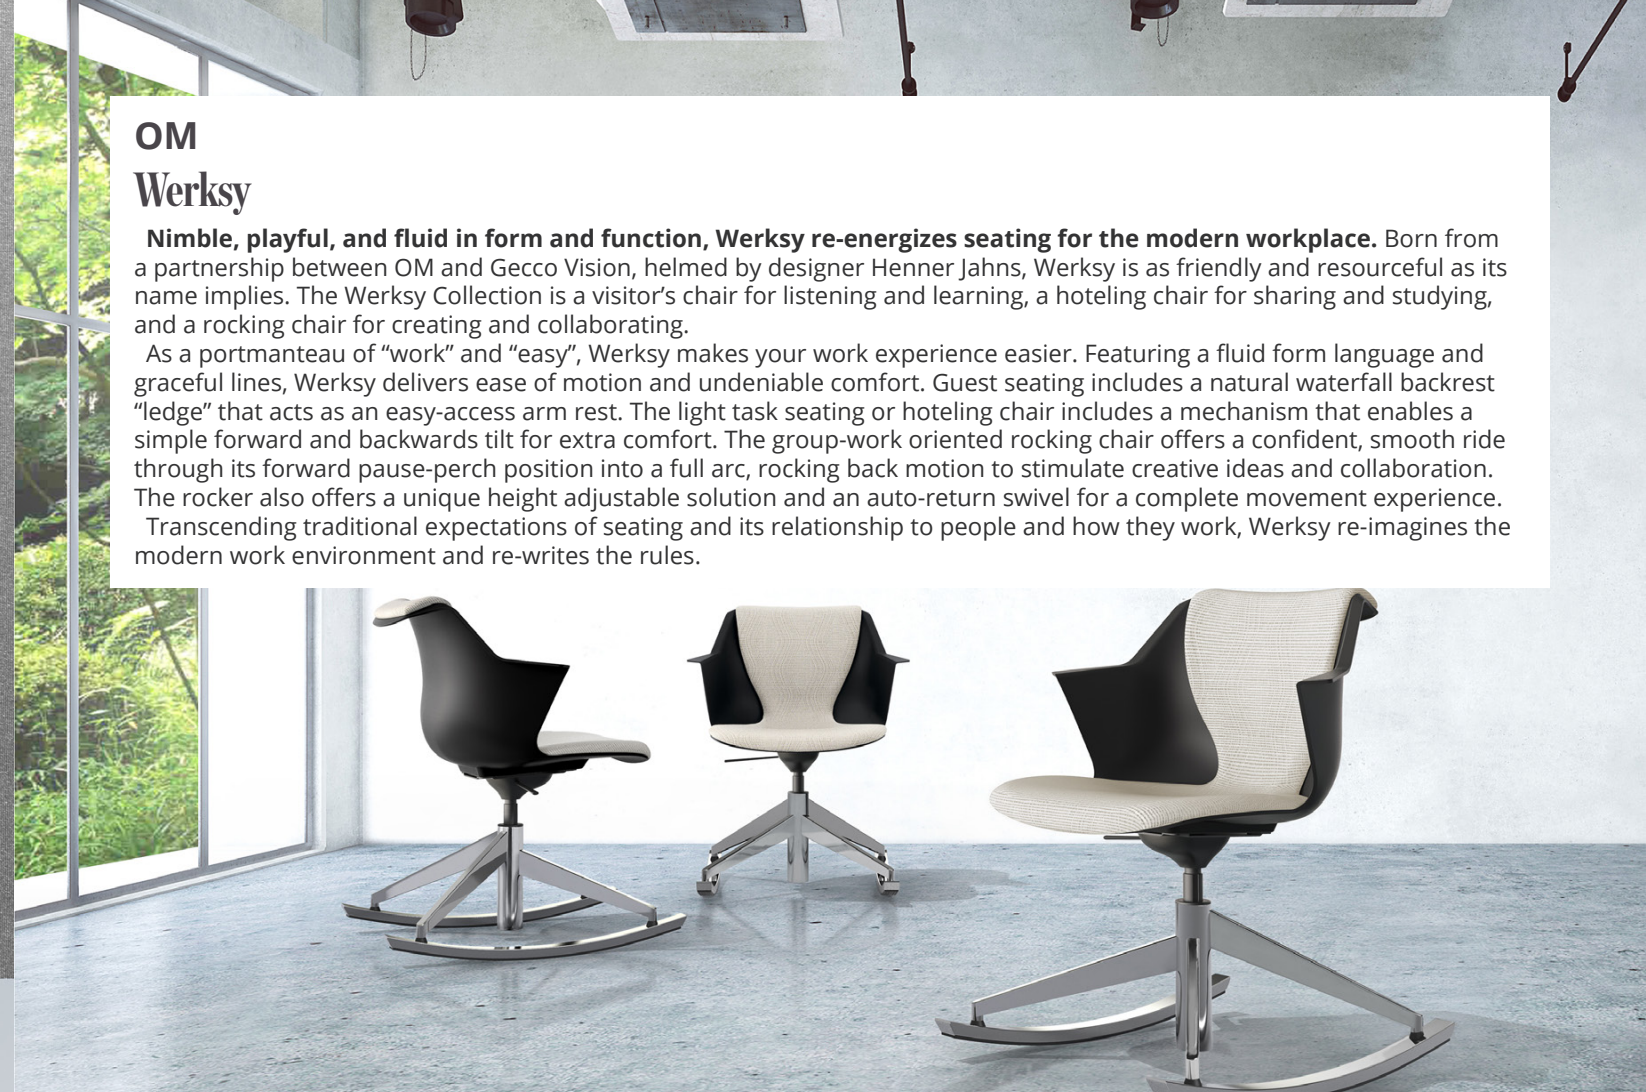 OM
Werksy
Nimble, playful, and fluid in form and function, Werksy re-energizes seating for the modern workplace. Born from
a partnership between OM and Gecco Vision, helmed by designer Henner Jahns, Werksy is as friendly and resourceful as its
name implies. The Werksy Collection is a visitor’s chair for listening and learning, a hoteling chair for sharing and studying,
and a rocking chair for creating and collaborating.
As a portmanteau of “work” and “easy”, Werksy makes your work experience easier. Featuring a fluid form language and
graceful lines, Werksy delivers ease of motion and undeniable comfort. Guest seating includes a natural waterfall backrest
“ledge” that acts as an easy-access arm rest. The light task seating or hoteling chair includes a mechanism that enables a
simple forward and backwards tilt for extra comfort. The group-work oriented rocking chair offers a confident, smooth ride
through its forward pause-perch position into a full arc, rocking back motion to stimulate creative ideas and collaboration.
The rocker also offers a unique height adjustable solution and an auto-return swivel for a complete movement experience.
Transcending traditional expectations of seating and its relationship to people and how they work, Werksy re-imagines the
modern work environment and re-writes the rules.